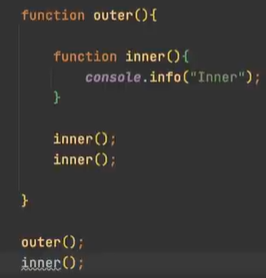 function outer(){
function inner(){
console.info("Inner");
}
inner();
inner();
}
outer();
inner();